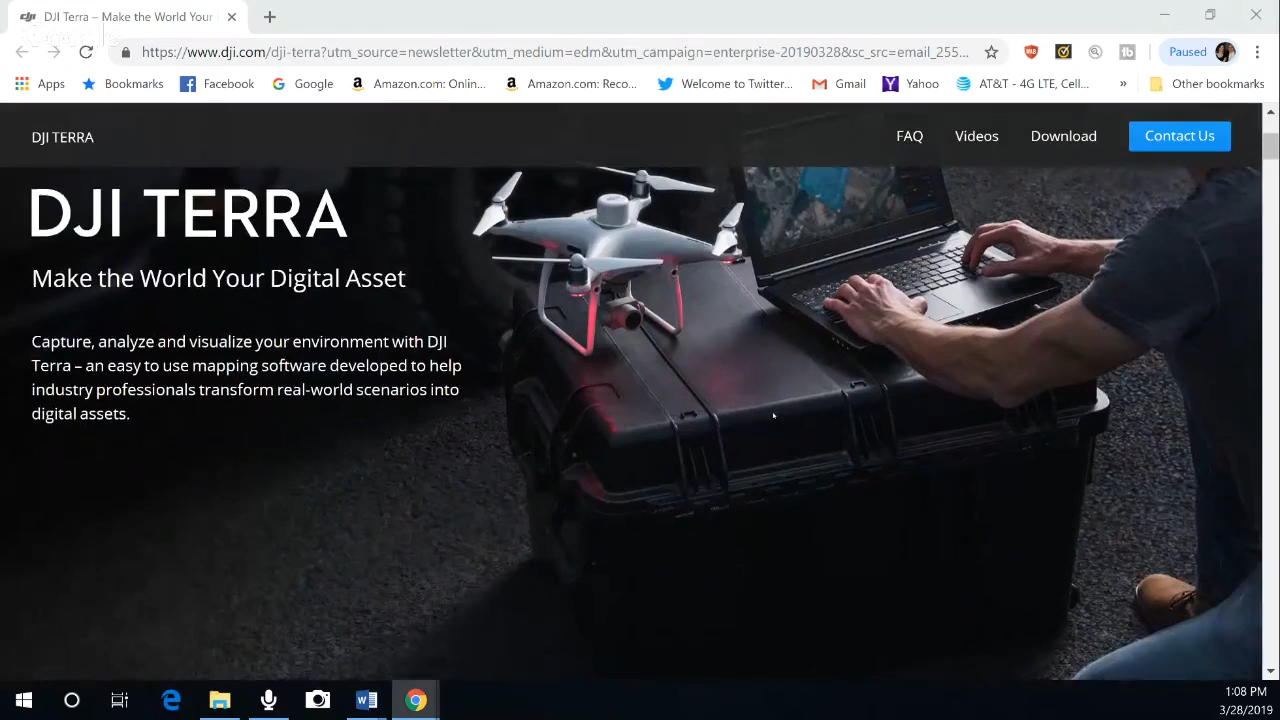 DJI Terra – Make the World Your
https://www.dji.com/dji-terra?utm_source=newsletter&utm_medium=edm&utm_campaign=enterprise-20190328&sc_src=email_255...
Paused
Apps
Bookmarks
Facebook
Google
Amazon.com: Onlin...
Amazon.com: Reco...
Welcome to Twitter...
Gmail
Yahoo
AT&T - 4G LTE, Cell...
»
Other bookmarks
DJI TERRA
FAQ
Videos
Download
Contact Us
DJI TERRA
Make the World Your Digital Asset
Capture, analyze and visualize your environment with DJI
Terra – an easy to use mapping software developed to help
industry professionals transform real-world scenarios into
digital assets.
1:08 PM
3/28/2019